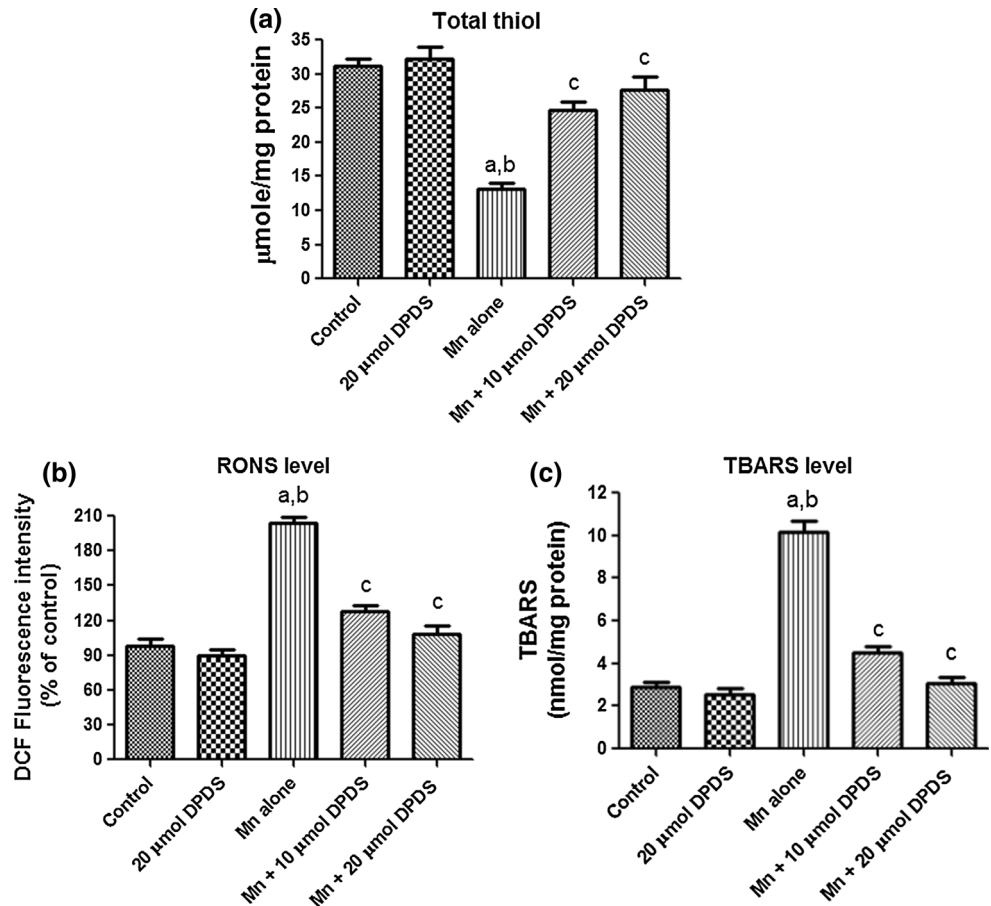 (a)
Total thiol
μmole/mg protein
35
30
25
20
15
10
5
0
a,b
c
c
Control
20 μmol DPDS
Mn alone
Mn + 10 μmol DPDS
Mn + 20 μmol DPDS
(b)
RONS level
DCF Fluorescence intensity
(% of control)
210
180
150
120
90
60
30
0
a,b
c
c
Control
20 μmol DPDS
Mn alone
Mn + 10 μmol DPDS
Mn + 20 μmol DPDS
(c)
TBARS level
TBARS
(nmol/mg protein)
12
10
8
6
4
2
0
a,b
c
c
Control
20 μmol DPDS
Mn alone
Mn + 10 μmol DPDS
Mn + 20 μmol DPDS